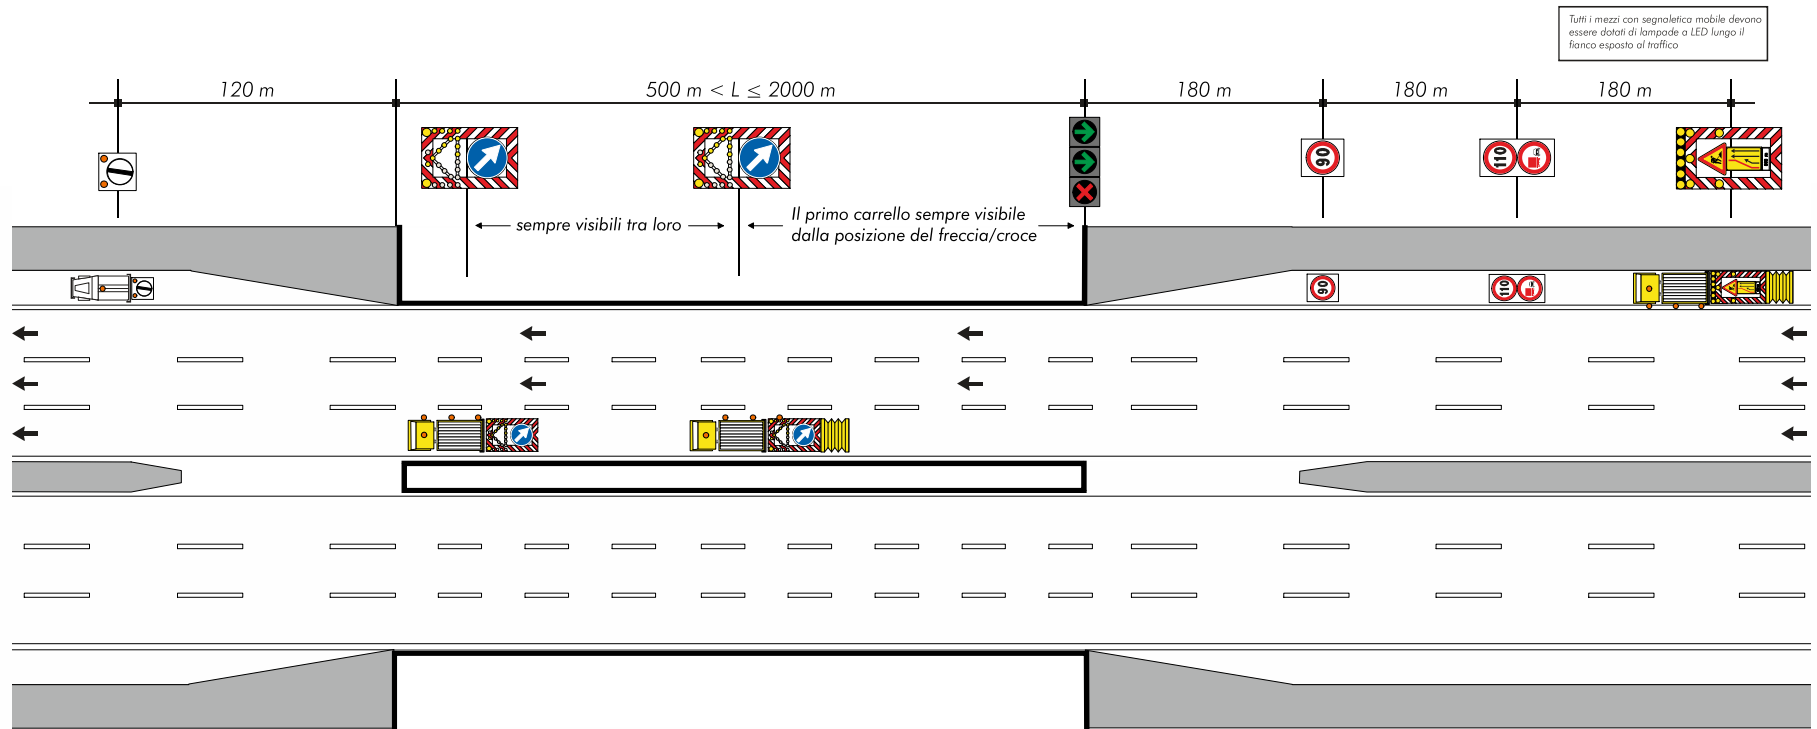 Tutti i mezzi con segnaletica mobile devono
essere dotati di lampade a LED lungo il
fianco esposto al traffico
120 m
500 m < L ≤ 2000 m
180 m
180 m
180 m
90
110
sempre visibili tra loro
Il primo carrello sempre visibile
dalla posizione del freccia/croce
90
110